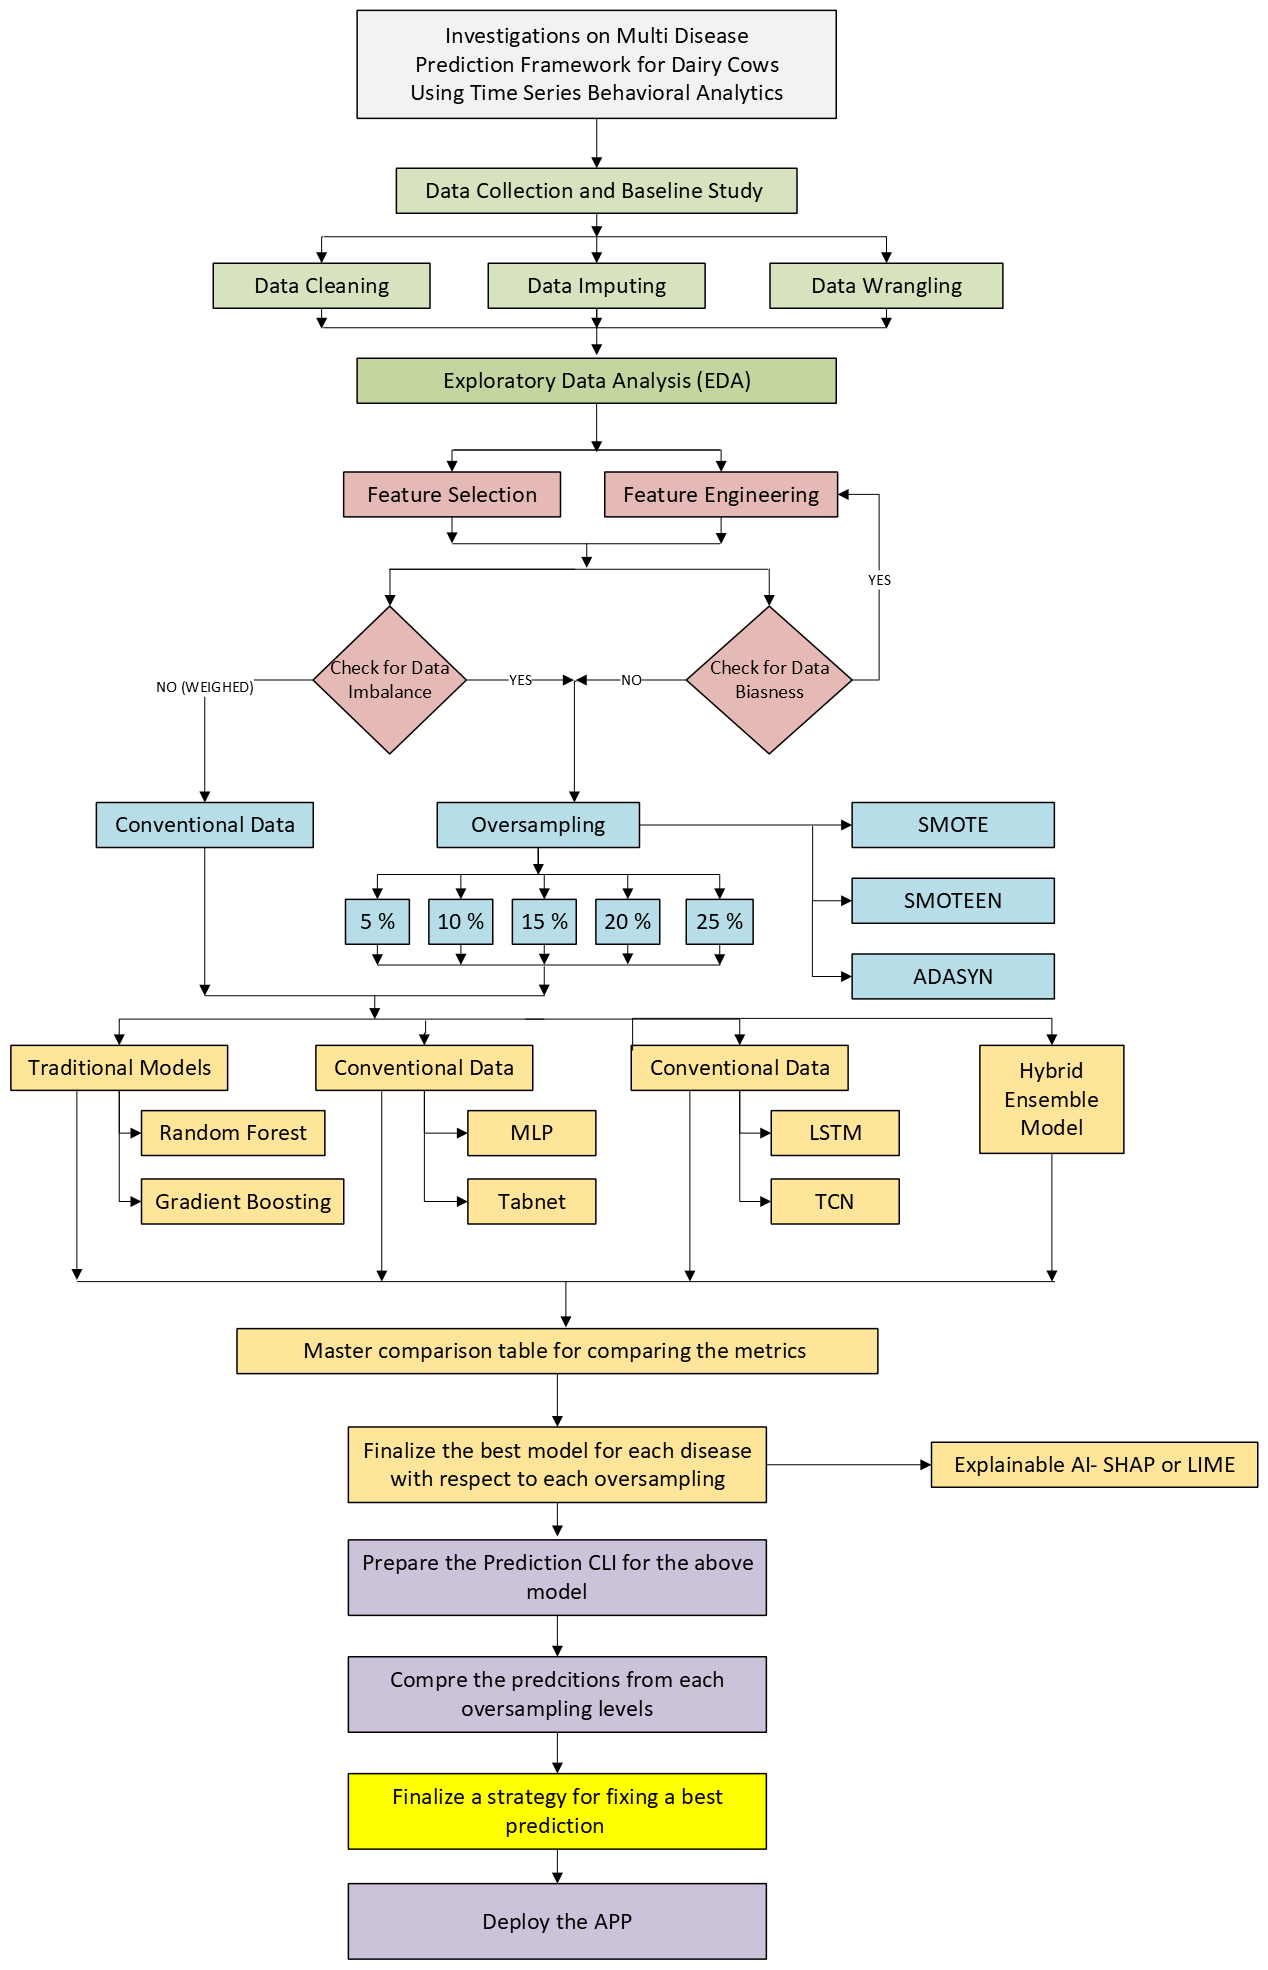 Investigations on Multi Disease
Prediction Framework for Dairy Cows
Using Time Series Behavioral Analytics
Data Collection and Baseline Study
Data Cleaning
Data Imputing
Data Wrangling
Exploratory Data Analysis (EDA)
Feature Selection
Feature Engineering
YES
Check for Data
Imbalance
Check for Data
Biasness
NO (WEIGHED)
YES
NO
Conventional Data
Oversampling
SMOTE
SMOTEEN
ADASYN
5 %
10 %
15 %
20 %
25 %
Traditional Models
Random Forest
Gradient Boosting
Conventional Data
MLP
Tabnet
Conventional Data
LSTM
TCN
Hybrid
Ensemble
Model
Master comparison table for comparing the metrics
Finalize the best model for each disease
with respect to each oversampling
Explainable AI- SHAP or LIME
Prepare the Prediction CLI for the above
model
Compre the predcitions from each
oversampling levels
Finalize a strategy for fixing a best
prediction
Deploy the APP